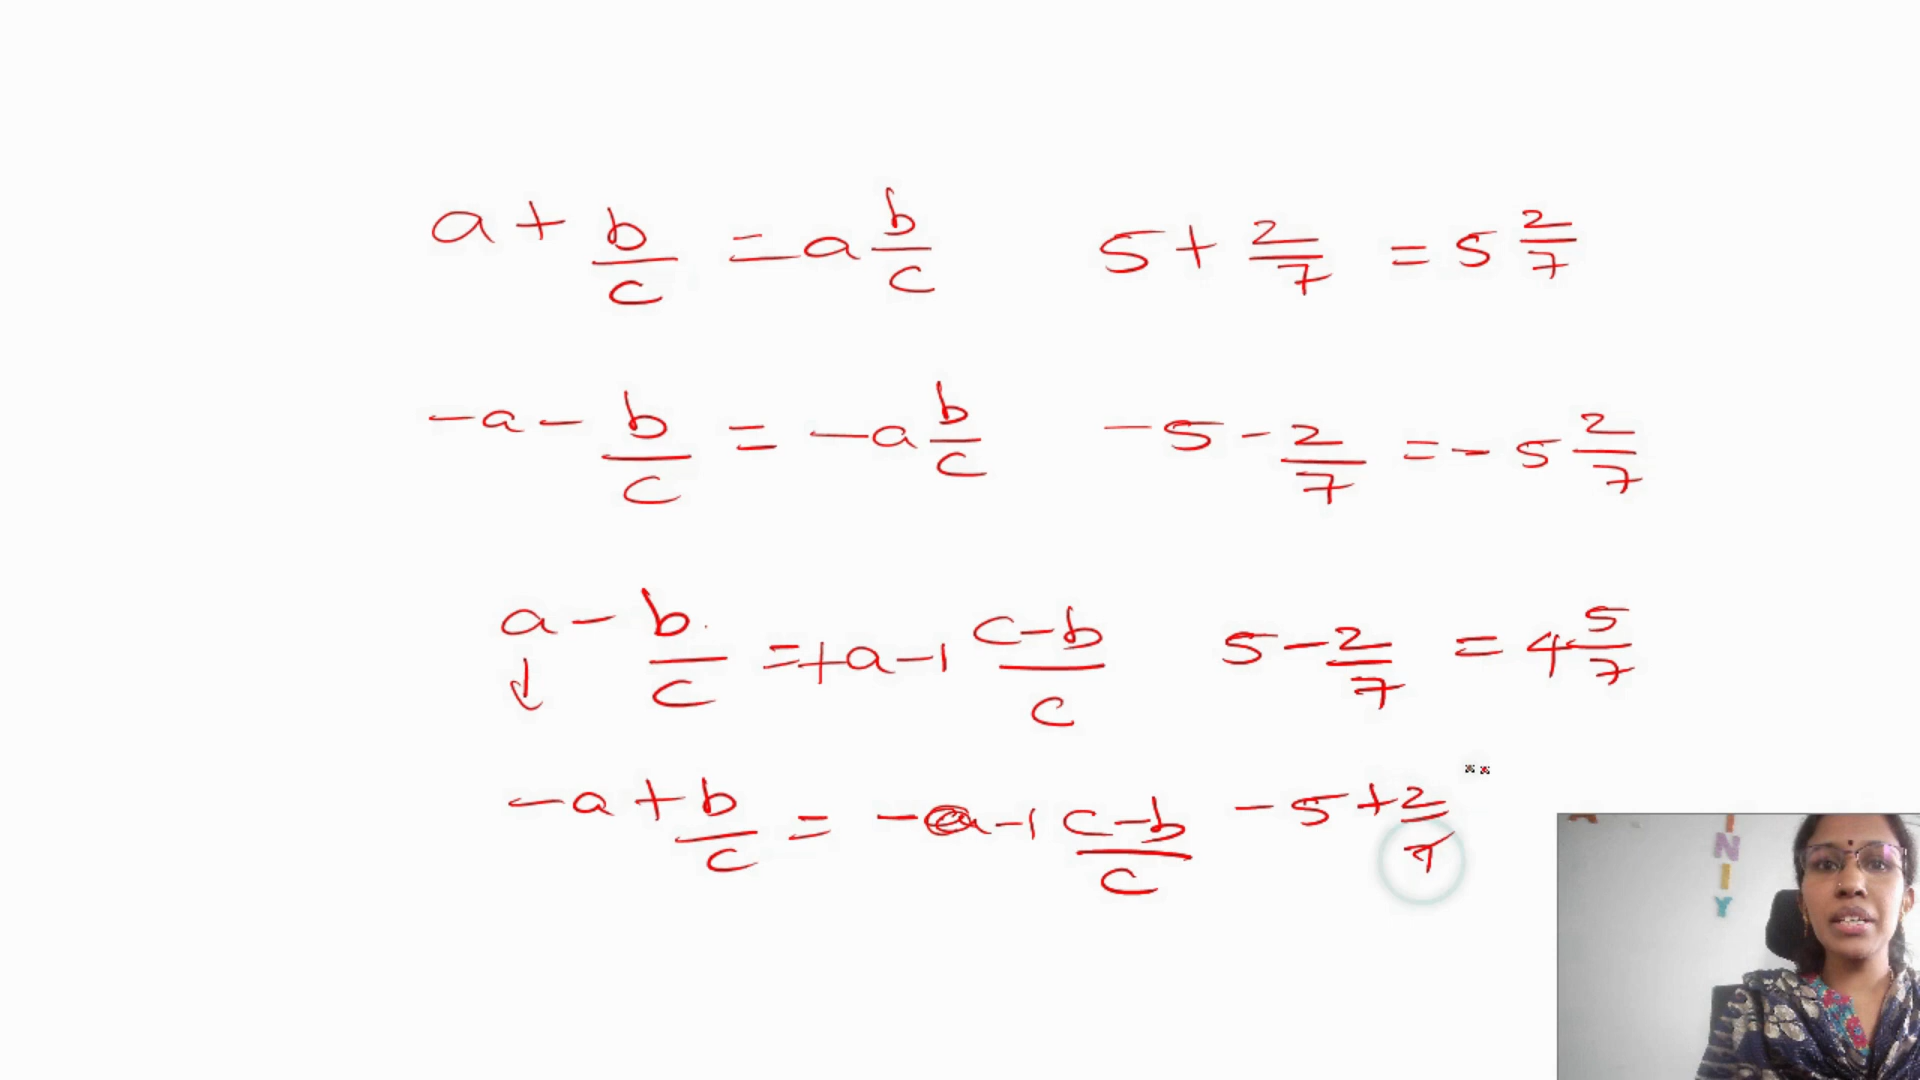 a + b/c = a b/c 5 + 2/7 = 5 2/7
-a - b/c = -a b/c -5 - 2/7 = -5 2/7
a - b/c = +a-1 c-b/c 5 - 2/7 = 4 5/7
-a + b/c = -a-1 c-b/c -5 + 2/7
N
I
Y